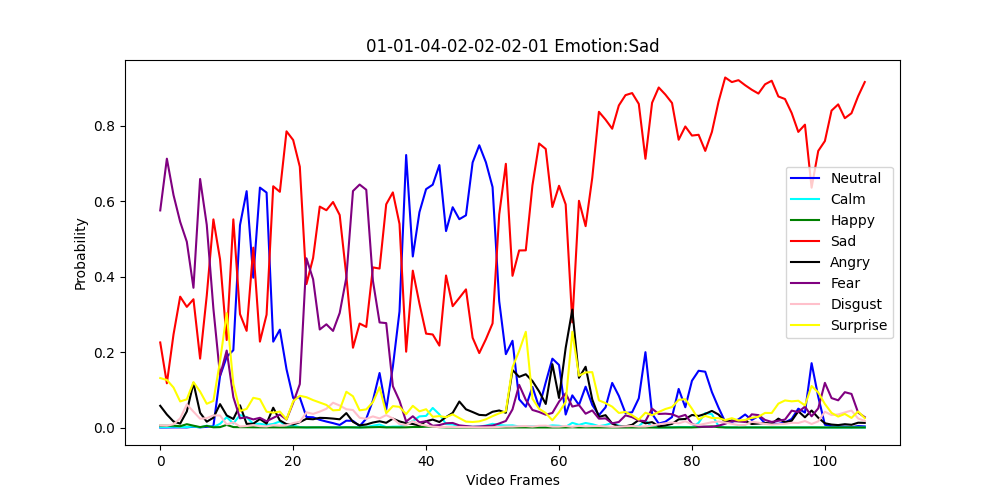 01-01-04-02-02-02-01 Emotion:Sad
Probability
0.8
0.6
0.4
0.2
0.0
0 20 40 60 80 100
Video Frames
Neutral
Calm
Happy
Sad
Angry
Fear
Disgust
Surprise